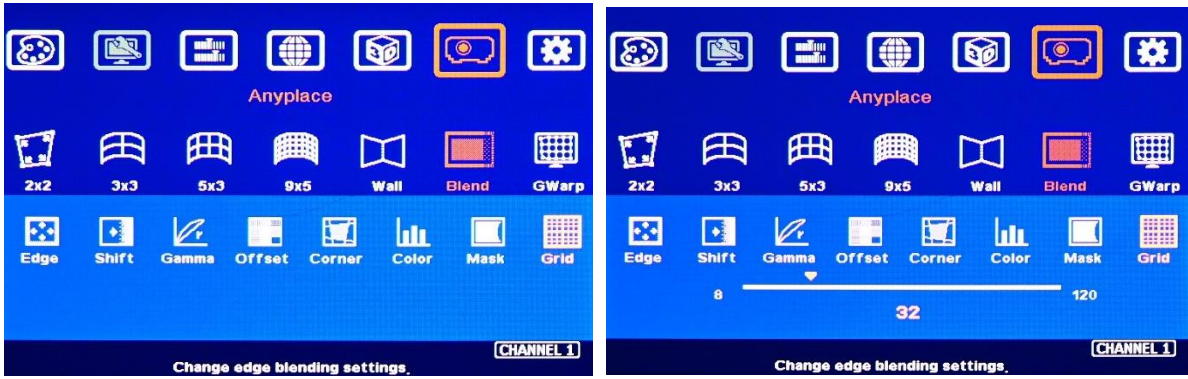 Anyplace
2x2 3x3 5x3 9x5 Wall Blend GWarp
Edge Shift Gamma Offset Corner Color Mask Grid
CHANNEL 1
Change edge blending settings.
Anyplace
2x2 3x3 5x3 9x5 Wall Blend GWarp
Edge Shift Gamma Offset Corner Color Mask Grid
8 120
32
CHANNEL 1
Change edge blending settings.